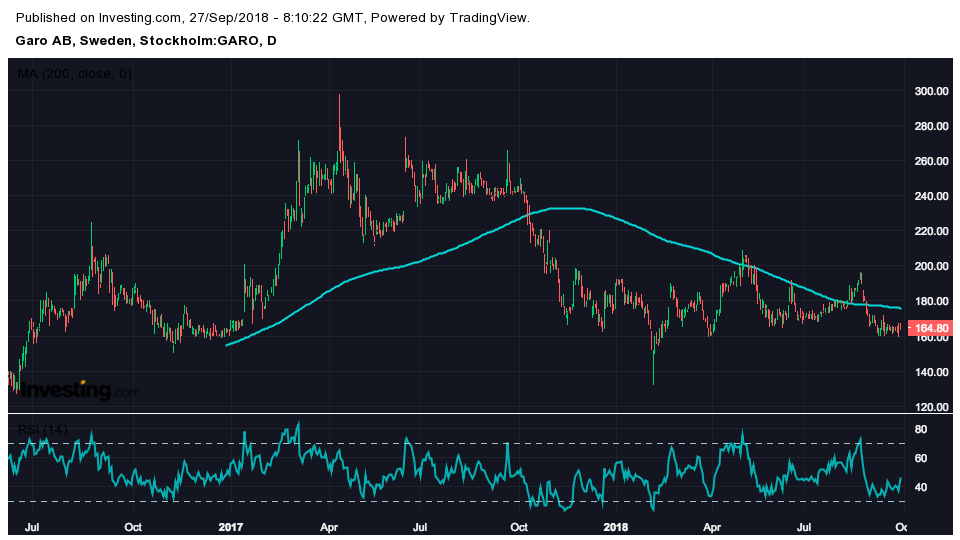 Published on Investing.com, 27/Sep/2018 - 8:10:22 GMT, Powered by TradingView.
Garo AB, Sweden, Stockholm:GARO, D
MA (200, close, 0)
300.00
280.00
260.00
240.00
220.00
200.00
180.00
164.80
160.00
140.00
120.00
Investing.com
RSI (14)
80
60
40
Jul
Oct
2017
Apr
Jul
Oct
2018
Apr
Jul
Oc